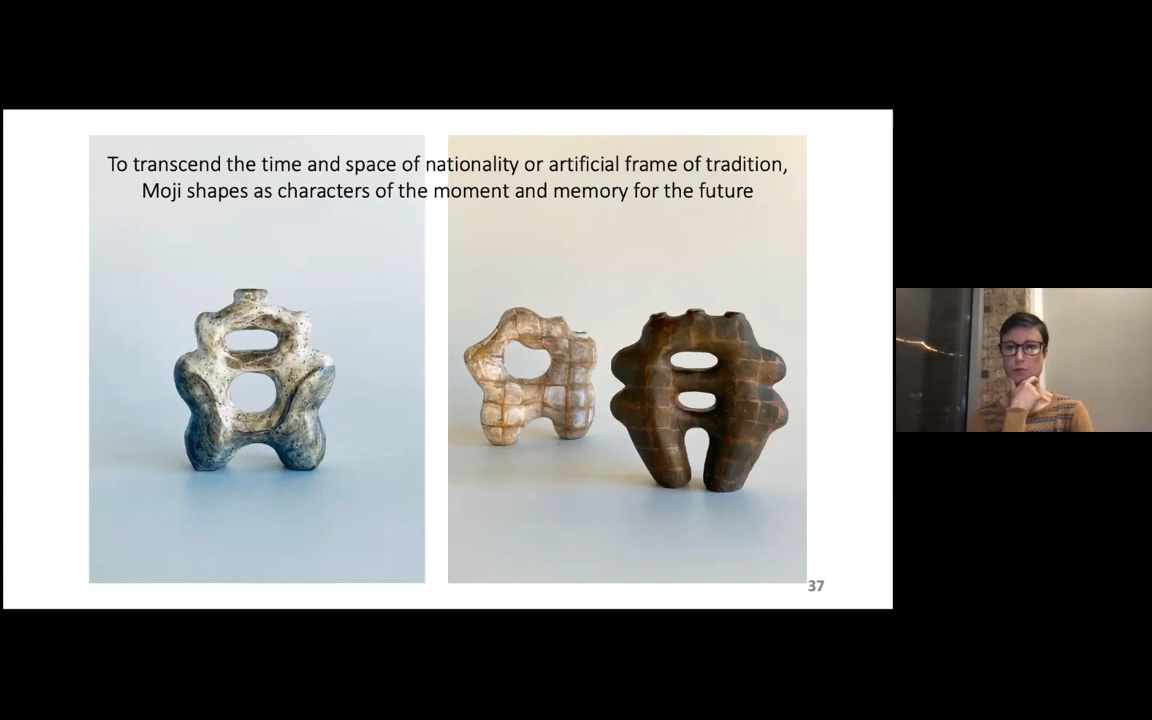 To transcend the time and space of nationality or artificial frame of tradition,
Moji shapes as characters of the moment and memory for the future
37